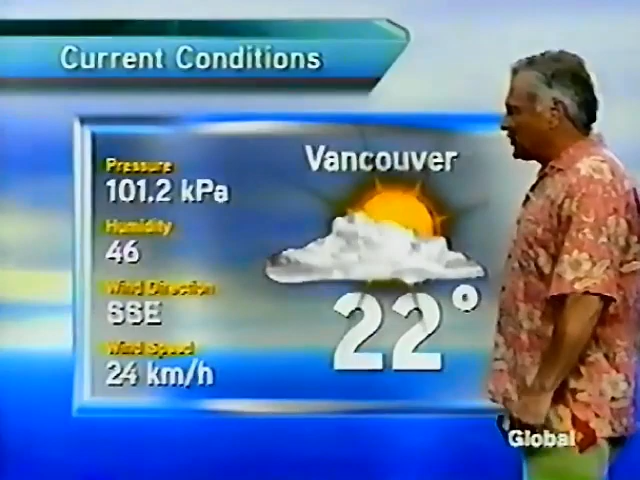 Current Conditions
Vancouver
Pressure
101.2 kPa
Humidity
46
Wind Direction
SSE
Wind Speed
24 km/h
22°
Global